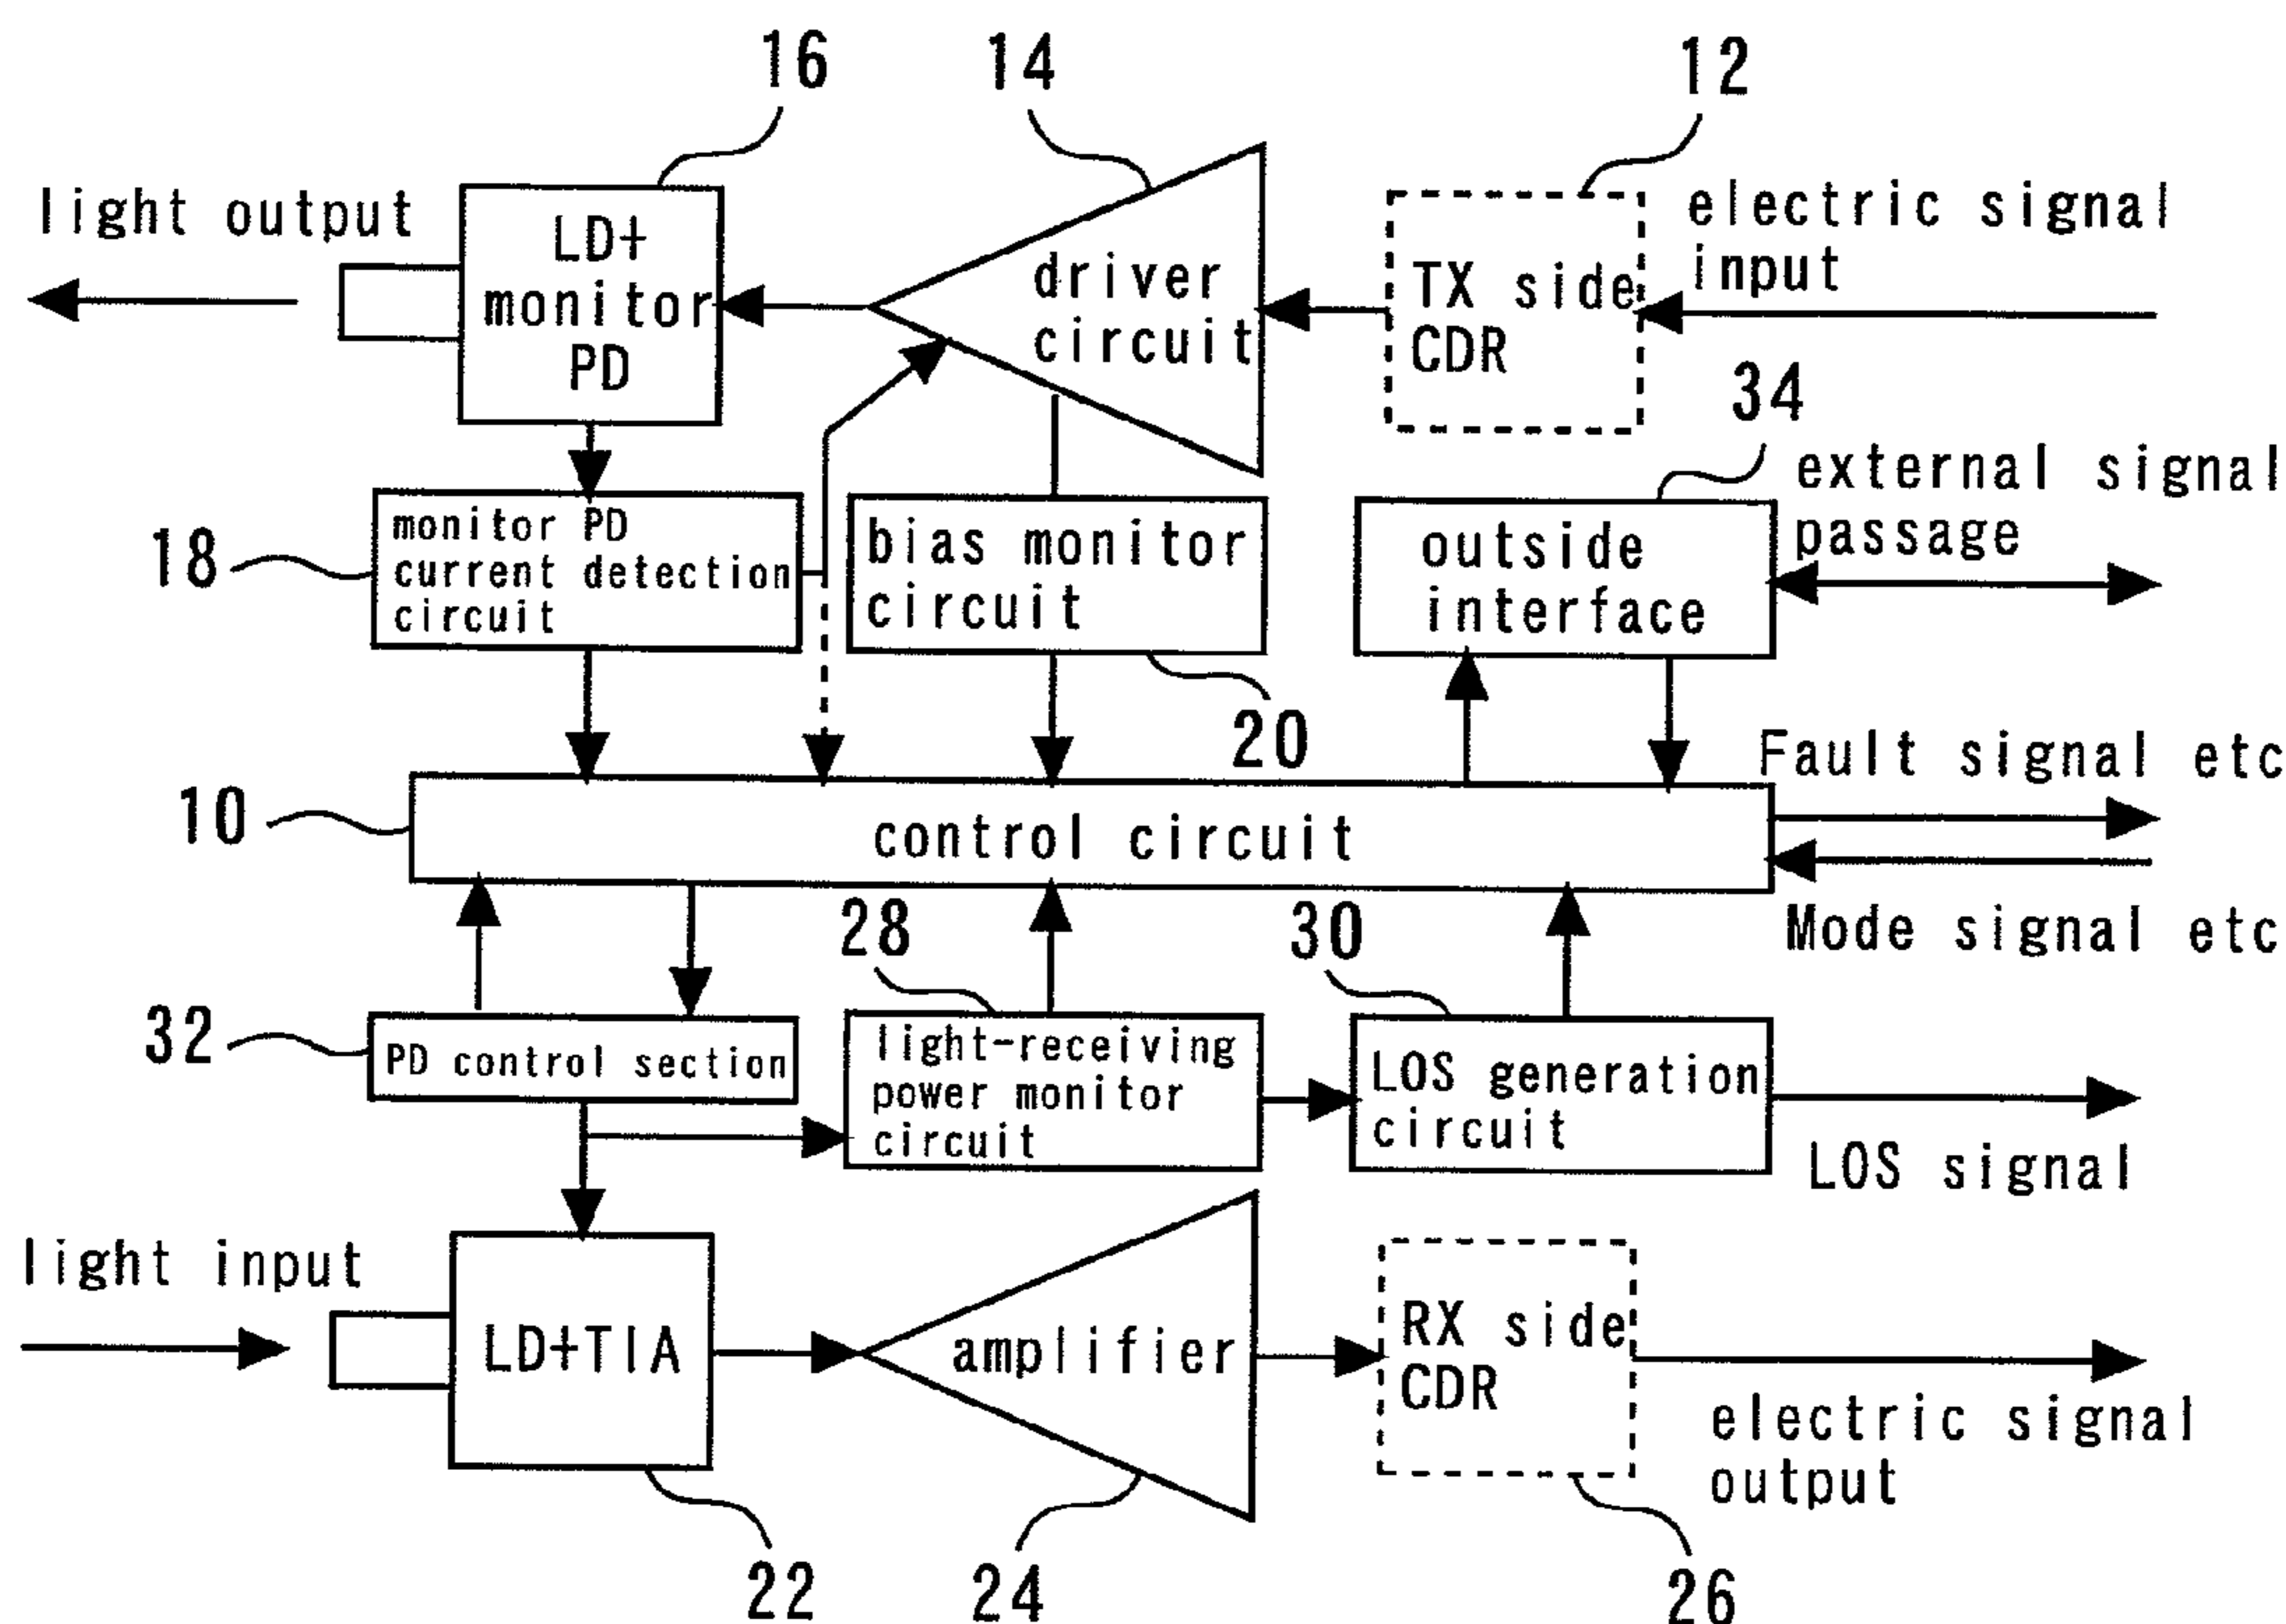 16
14
12
light output
LD+
monitor
PD
driver
circuit
TX side
CDR
electric signal
input
34
18
monitor PD
current detection
circuit
bias monitor
circuit
outside
interface
external signal
passage
20
10
control circuit
Fault signal etc
Mode signal etc
28
30
32
PD control section
light-receiving
power monitor
circuit
LOS generation
circuit
LOS signal
light input
LD+TIA
amplifier
RX side
CDR
electric signal
output
22
24
26